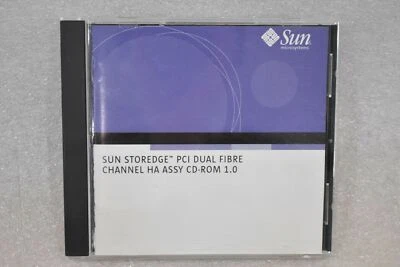 Sun
microsystems
SUN STOREDGE™ PCI DUAL FIBRE
CHANNEL HA ASSY CD-ROM 1.0